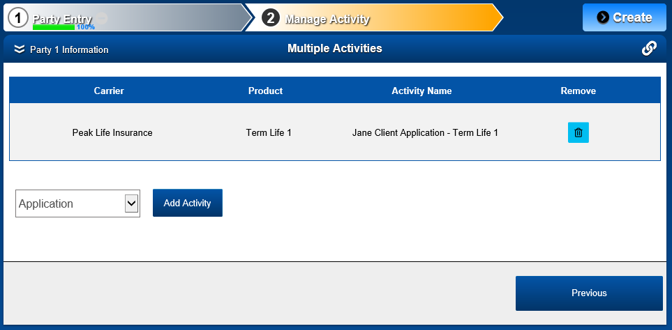 1 Party Entry
100%
2 Manage Activity
Create
Party 1 Information
Multiple Activities
Carrier Product Activity Name Remove
Peak Life Insurance Term Life 1 Jane Client Application - Term Life 1
Application
Add Activity
Previous